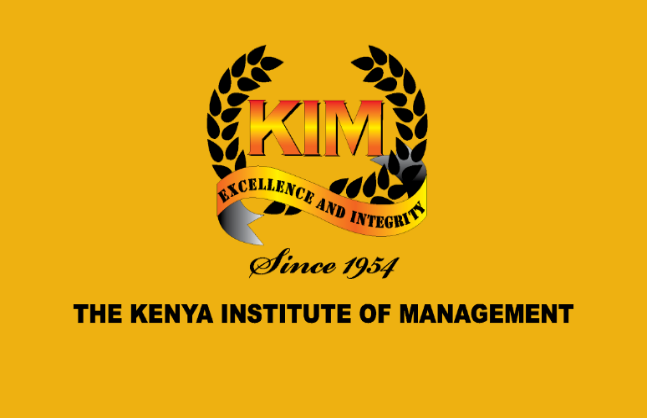 KIM
EXCELLENCE AND INTEGRITY
Since 1954
THE KENYA INSTITUTE OF MANAGEMENT